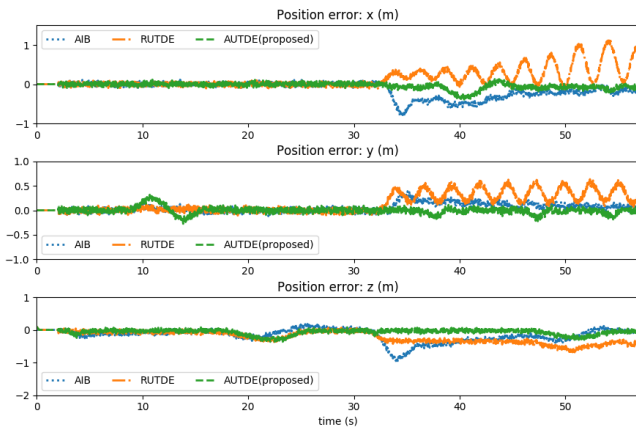 Position error: x (m)
1
0
−1
AIB RUTDE AUTDE(proposed)
0 10 20 30 40 50
Position error: y (m)
1.0
0.5
0.0
−0.5
−1.0
AIB RUTDE AUTDE(proposed)
0 10 20 30 40 50
Position error: z (m)
1
0
−1
−2
AIB RUTDE AUTDE(proposed)
0 10 20 30 40 50
time (s)